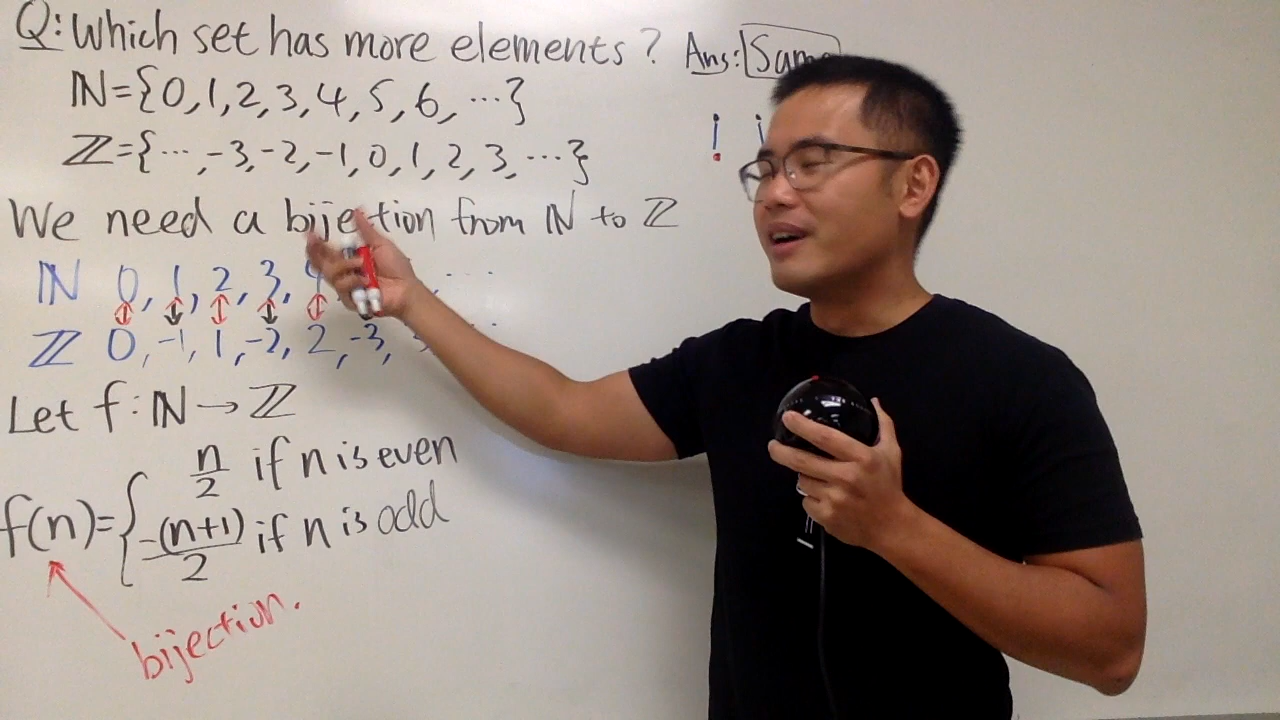 Q: Which set has more elements? Ans: Same
ℕ={0,1,2,3,4,5,6,...}
ℤ={...,-3,-2,-1,0,1,2,3,...}
! !
We need a bijection from ℕ to ℤ
ℕ 0,1,2,3,4 , ...
ℤ 0,-1,1,-2,2,-3,
Let f:ℕ→ℤ
f(n)={ n/2 if n is even
-(n+1)/2 if n is odd
bijection.